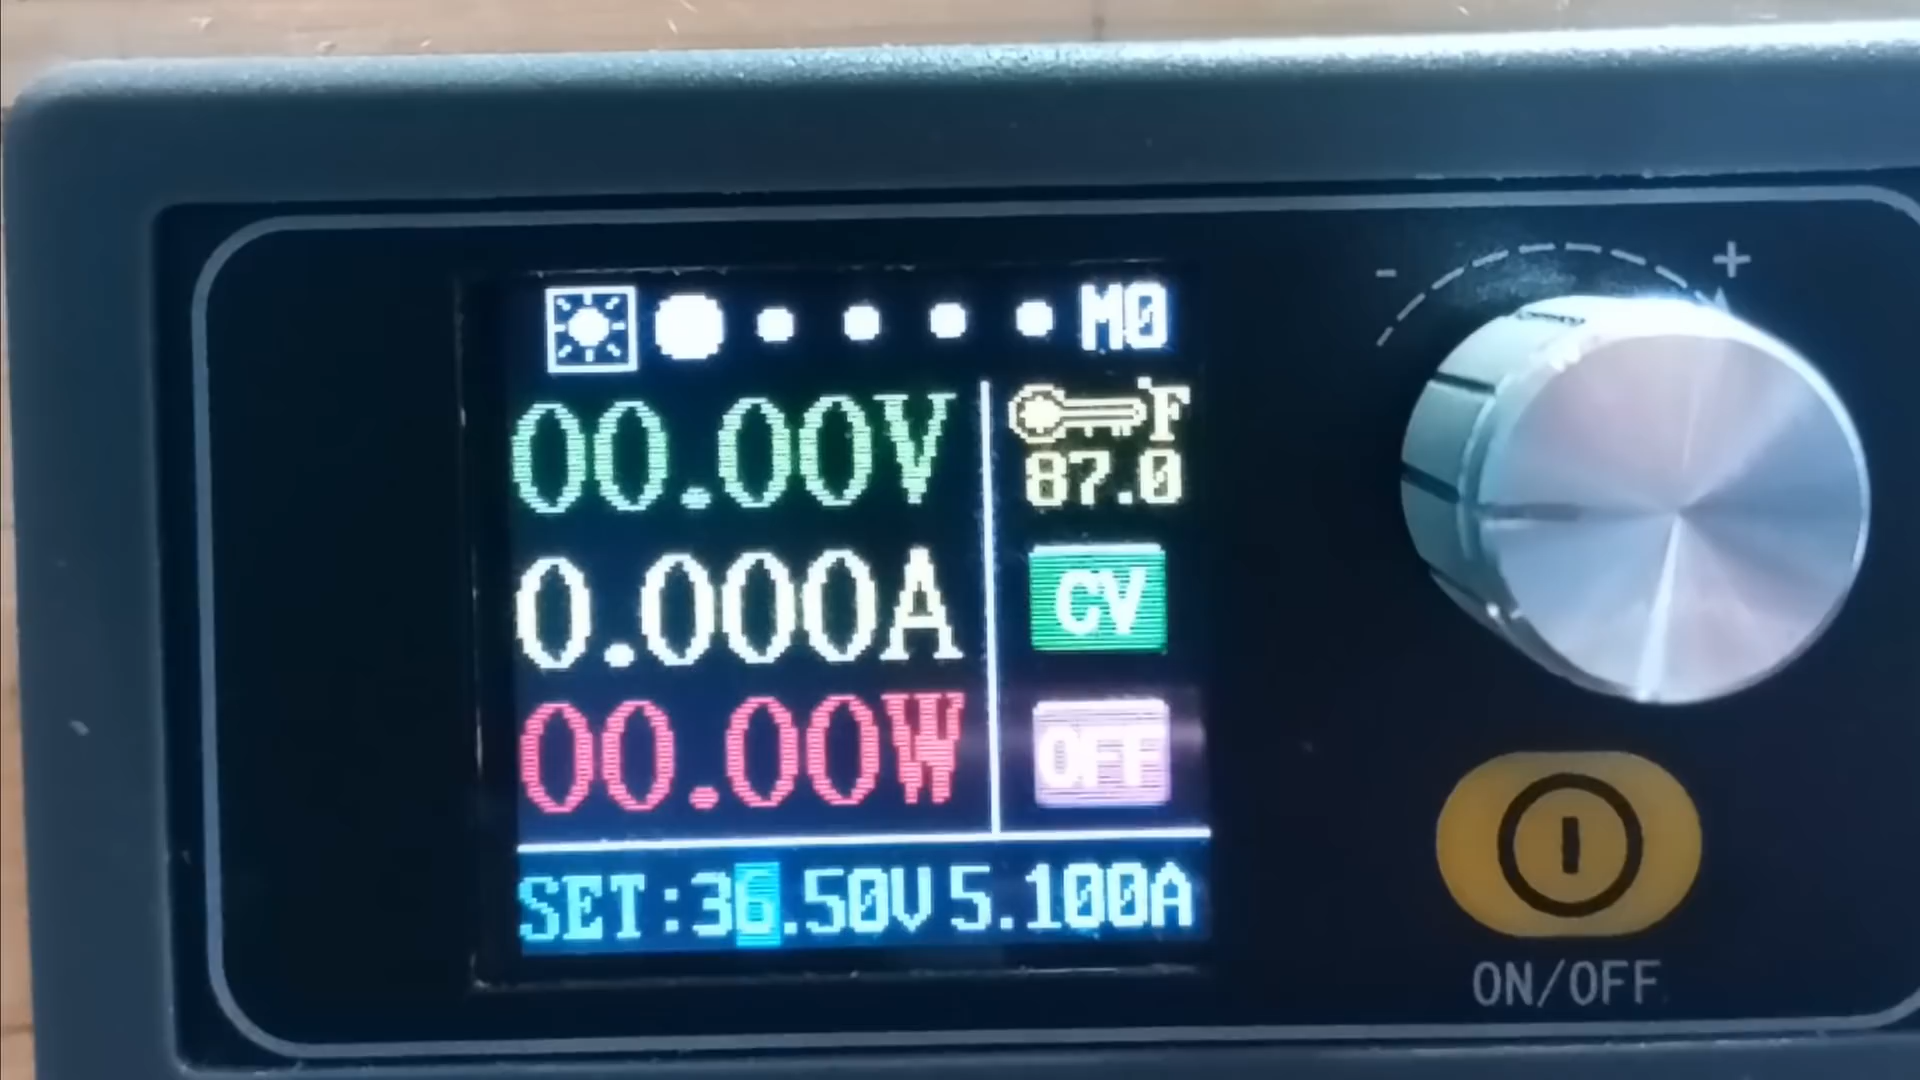 M0
- +
00.00V
°F
87.0
0.000A
CV
00.00W
OFF
SET:36.50V 5.100A
ON/OFF